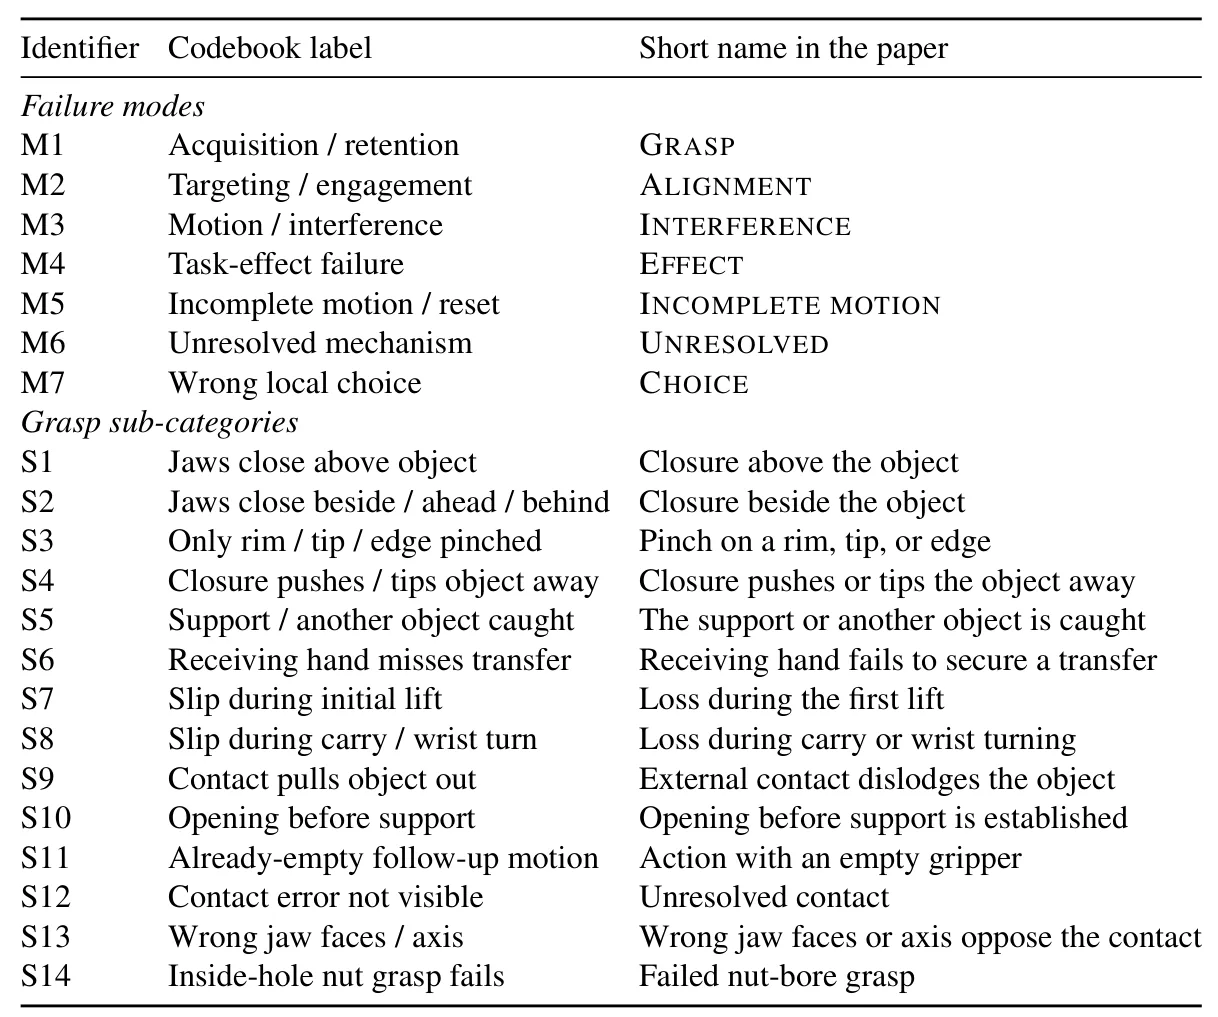 Identifier Codebook label Short name in the paper
Failure modes
M1 Acquisition / retention GRASP
M2 Targeting / engagement ALIGNMENT
M3 Motion / interference INTERFERENCE
M4 Task-effect failure EFFECT
M5 Incomplete motion / reset INCOMPLETE MOTION
M6 Unresolved mechanism UNRESOLVED
M7 Wrong local choice CHOICE
Grasp sub-categories
S1 Jaws close above object Closure above the object
S2 Jaws close beside / ahead / behind Closure beside the object
S3 Only rim / tip / edge pinched Pinch on a rim, tip, or edge
S4 Closure pushes / tips object away Closure pushes or tips the object away
S5 Support / another object caught The support or another object is caught
S6 Receiving hand misses transfer Receiving hand fails to secure a transfer
S7 Slip during initial lift Loss during the first lift
S8 Slip during carry / wrist turn Loss during carry or wrist turning
S9 Contact pulls object out External contact dislodges the object
S10 Opening before support Opening before support is established
S11 Already-empty follow-up motion Action with an empty gripper
S12 Contact error not visible Unresolved contact
S13 Wrong jaw faces / axis Wrong jaw faces or axis oppose the contact
S14 Inside-hole nut grasp fails Failed nut-bore grasp